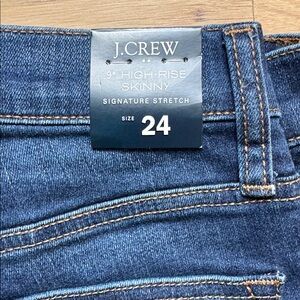 J.CREW
9" HIGH-RISE
SKINNY
SIGNATURE STRETCH
SIZE 24